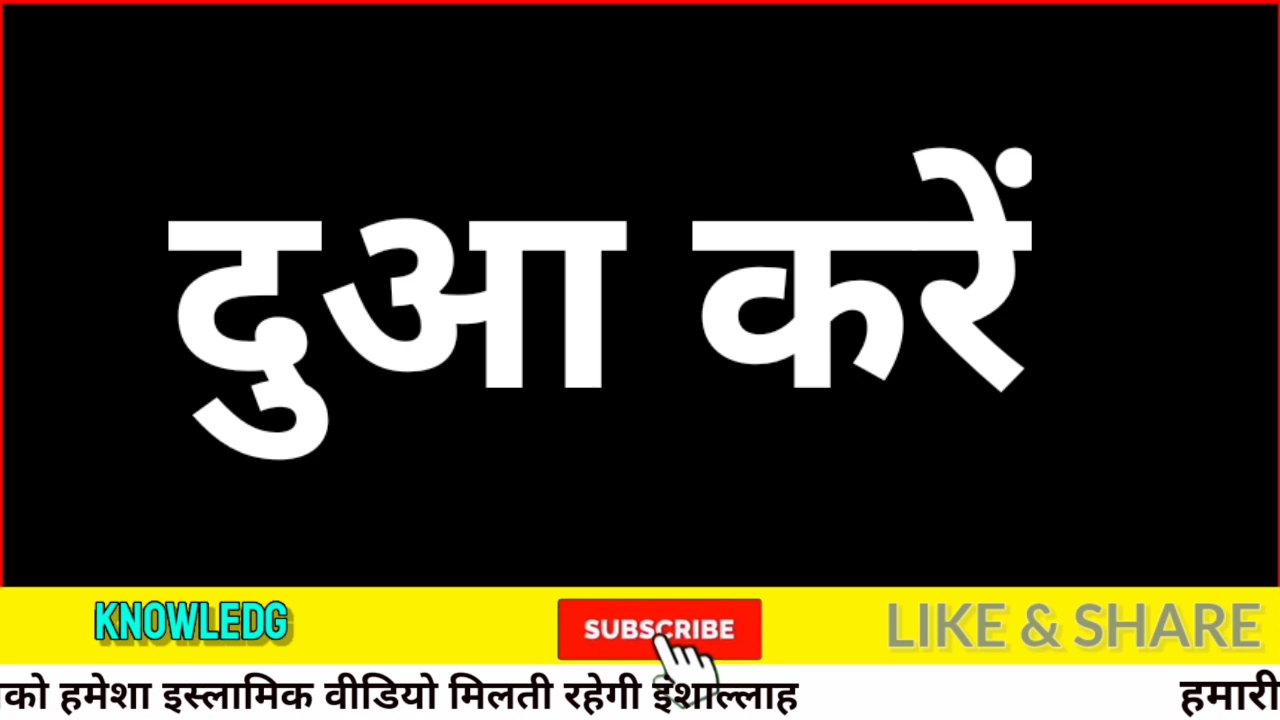 दुआ करें
KNOWLEDG
SUBSCRIBE
LIKE & SHARE
को हमेशा इस्लामिक वीडियो मिलती रहेगी इंशाल्लाह
हमारी